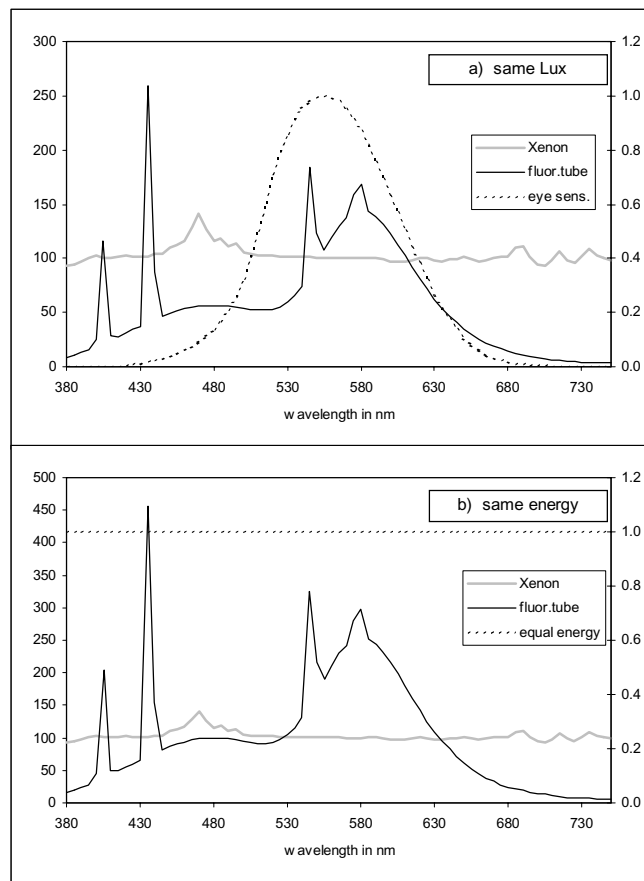 a) same Lux
300
250
200
150
100
50
0
1.2
1.0
0.8
0.6
0.4
0.2
0.0
Xenon
fluor.tube
eye sens.
380 430 480 530 580 630 680 730
wavelength in nm
b) same energy
500
450
400
350
300
250
200
150
100
50
0
1.2
1.0
0.8
0.6
0.4
0.2
0.0
Xenon
fluor.tube
equal energy
380 430 480 530 580 630 680 730
wavelength in nm